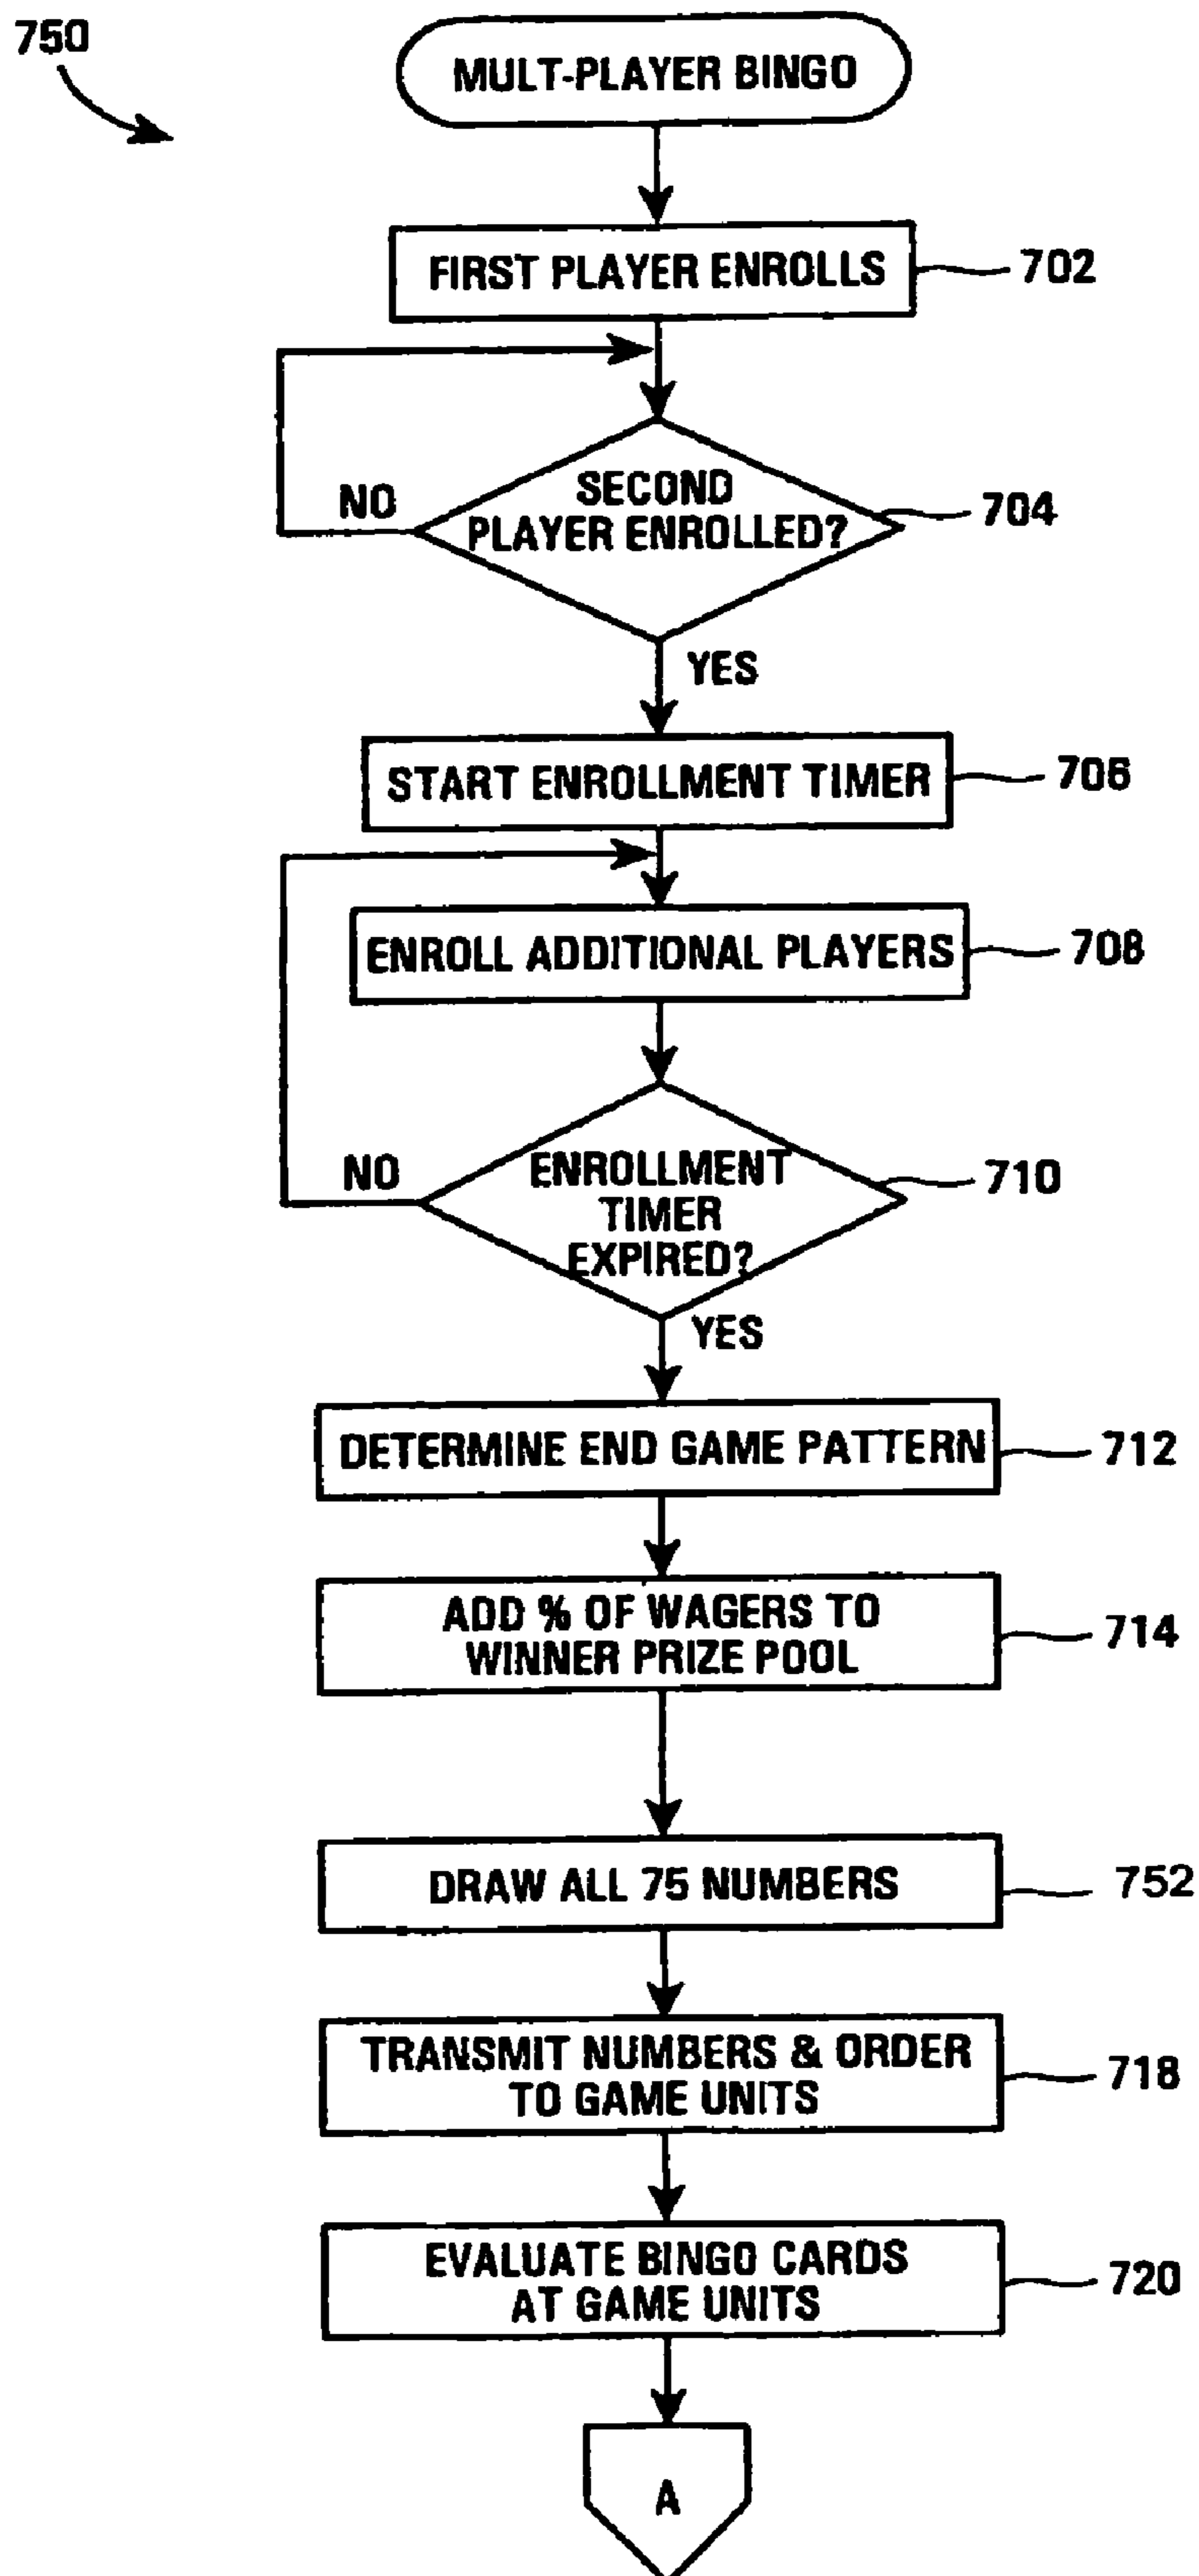 750
MULT-PLAYER BINGO
FIRST PLAYER ENROLLS
702
NO
SECOND
PLAYER ENROLLED?
704
YES
START ENROLLMENT TIMER
706
ENROLL ADDITIONAL PLAYERS
708
NO
ENROLLMENT
TIMER
EXPIRED?
710
YES
DETERMINE END GAME PATTERN
712
ADD % OF WAGERS TO
WINNER PRIZE POOL
714
DRAW ALL 75 NUMBERS
752
TRANSMIT NUMBERS & ORDER
TO GAME UNITS
718
EVALUATE BINGO CARDS
AT GAME UNITS
720
A